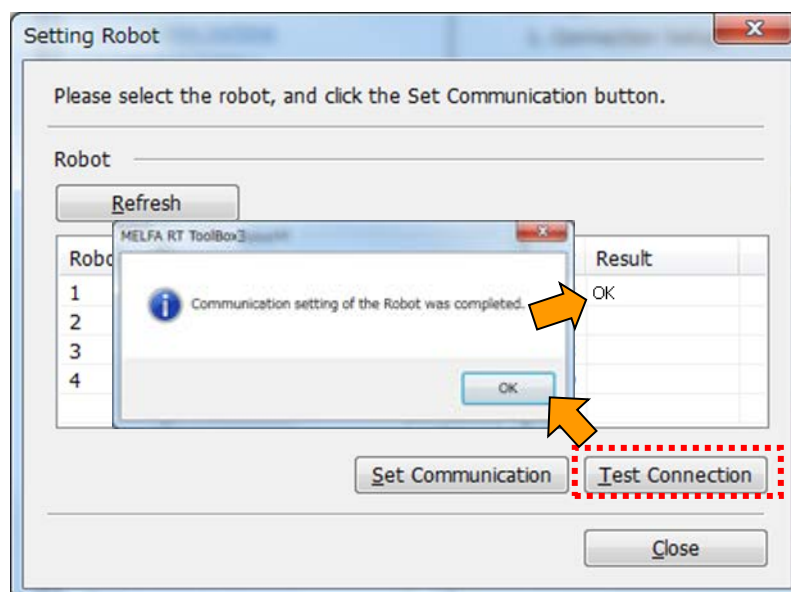 Setting Robot
Please select the robot, and click the Set Communication button.
Robot
Refresh
MELFA RT ToolBox3
Robo
Result
Communication setting of the Robot was completed.
1
OK
2
3
4
OK
Set Communication
Test Connection
Close